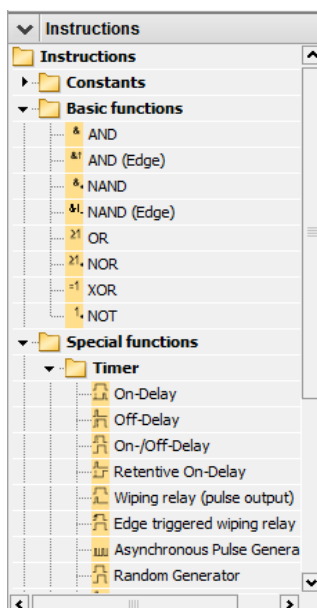 Instructions
Instructions
Constants
Basic functions
& AND
&↑ AND (Edge)
& NAND
&↓ NAND (Edge)
≥1 OR
≥1 NOR
=1 XOR
1 NOT
Special functions
Timer
On-Delay
Off-Delay
On-/Off-Delay
Retentive On-Delay
Wiping relay (pulse output)
Edge triggered wiping relay
Asynchronous Pulse Genera
Random Generator